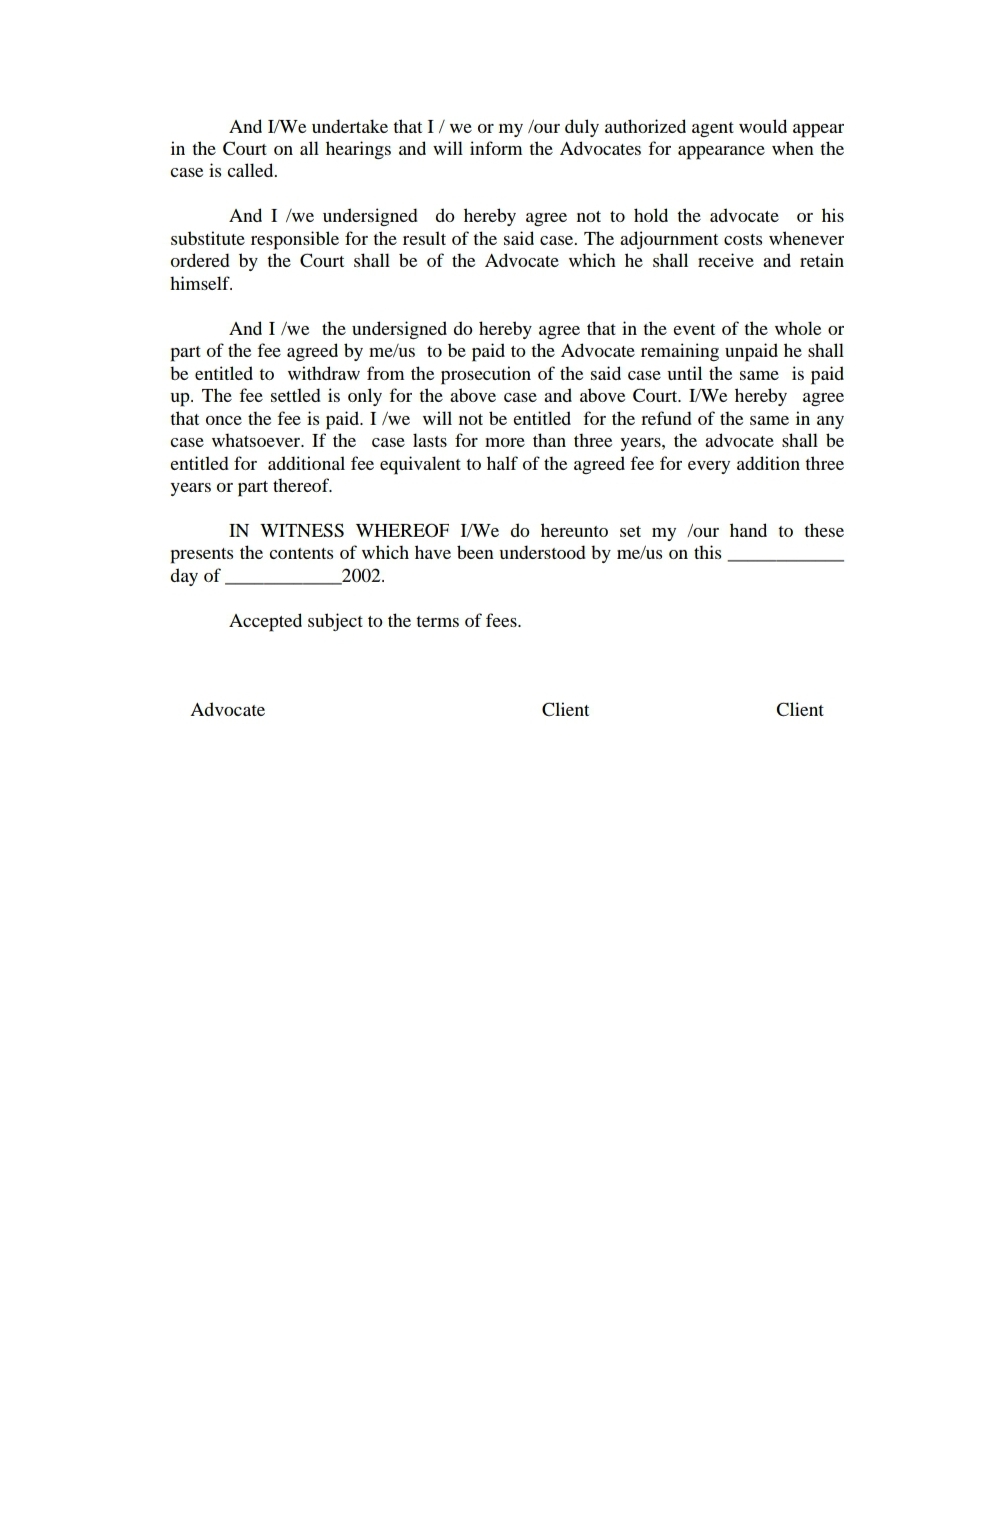 And I/We undertake that I / we or my /our duly authorized agent would appear
in the Court on all hearings and will inform the Advocates for appearance when the
case is called.
And I /we undersigned do hereby agree not to hold the advocate or his
substitute responsible for the result of the said case. The adjournment costs whenever
ordered by the Court shall be of the Advocate which he shall receive and retain
himself.
And I /we the undersigned do hereby agree that in the event of the whole or
part of the fee agreed by me/us to be paid to the Advocate remaining unpaid he shall
be entitled to withdraw from the prosecution of the said case until the same is paid
up. The fee settled is only for the above case and above Court. I/We hereby agree
that once the fee is paid. I /we will not be entitled for the refund of the same in any
case whatsoever. If the case lasts for more than three years, the advocate shall be
entitled for additional fee equivalent to half of the agreed fee for every addition three
years or part thereof.
IN WITNESS WHEREOF I/We do hereunto set my /our hand to these
presents the contents of which have been understood by me/us on this ____________
day of ____________2002.
Accepted subject to the terms of fees.
Advocate Client Client